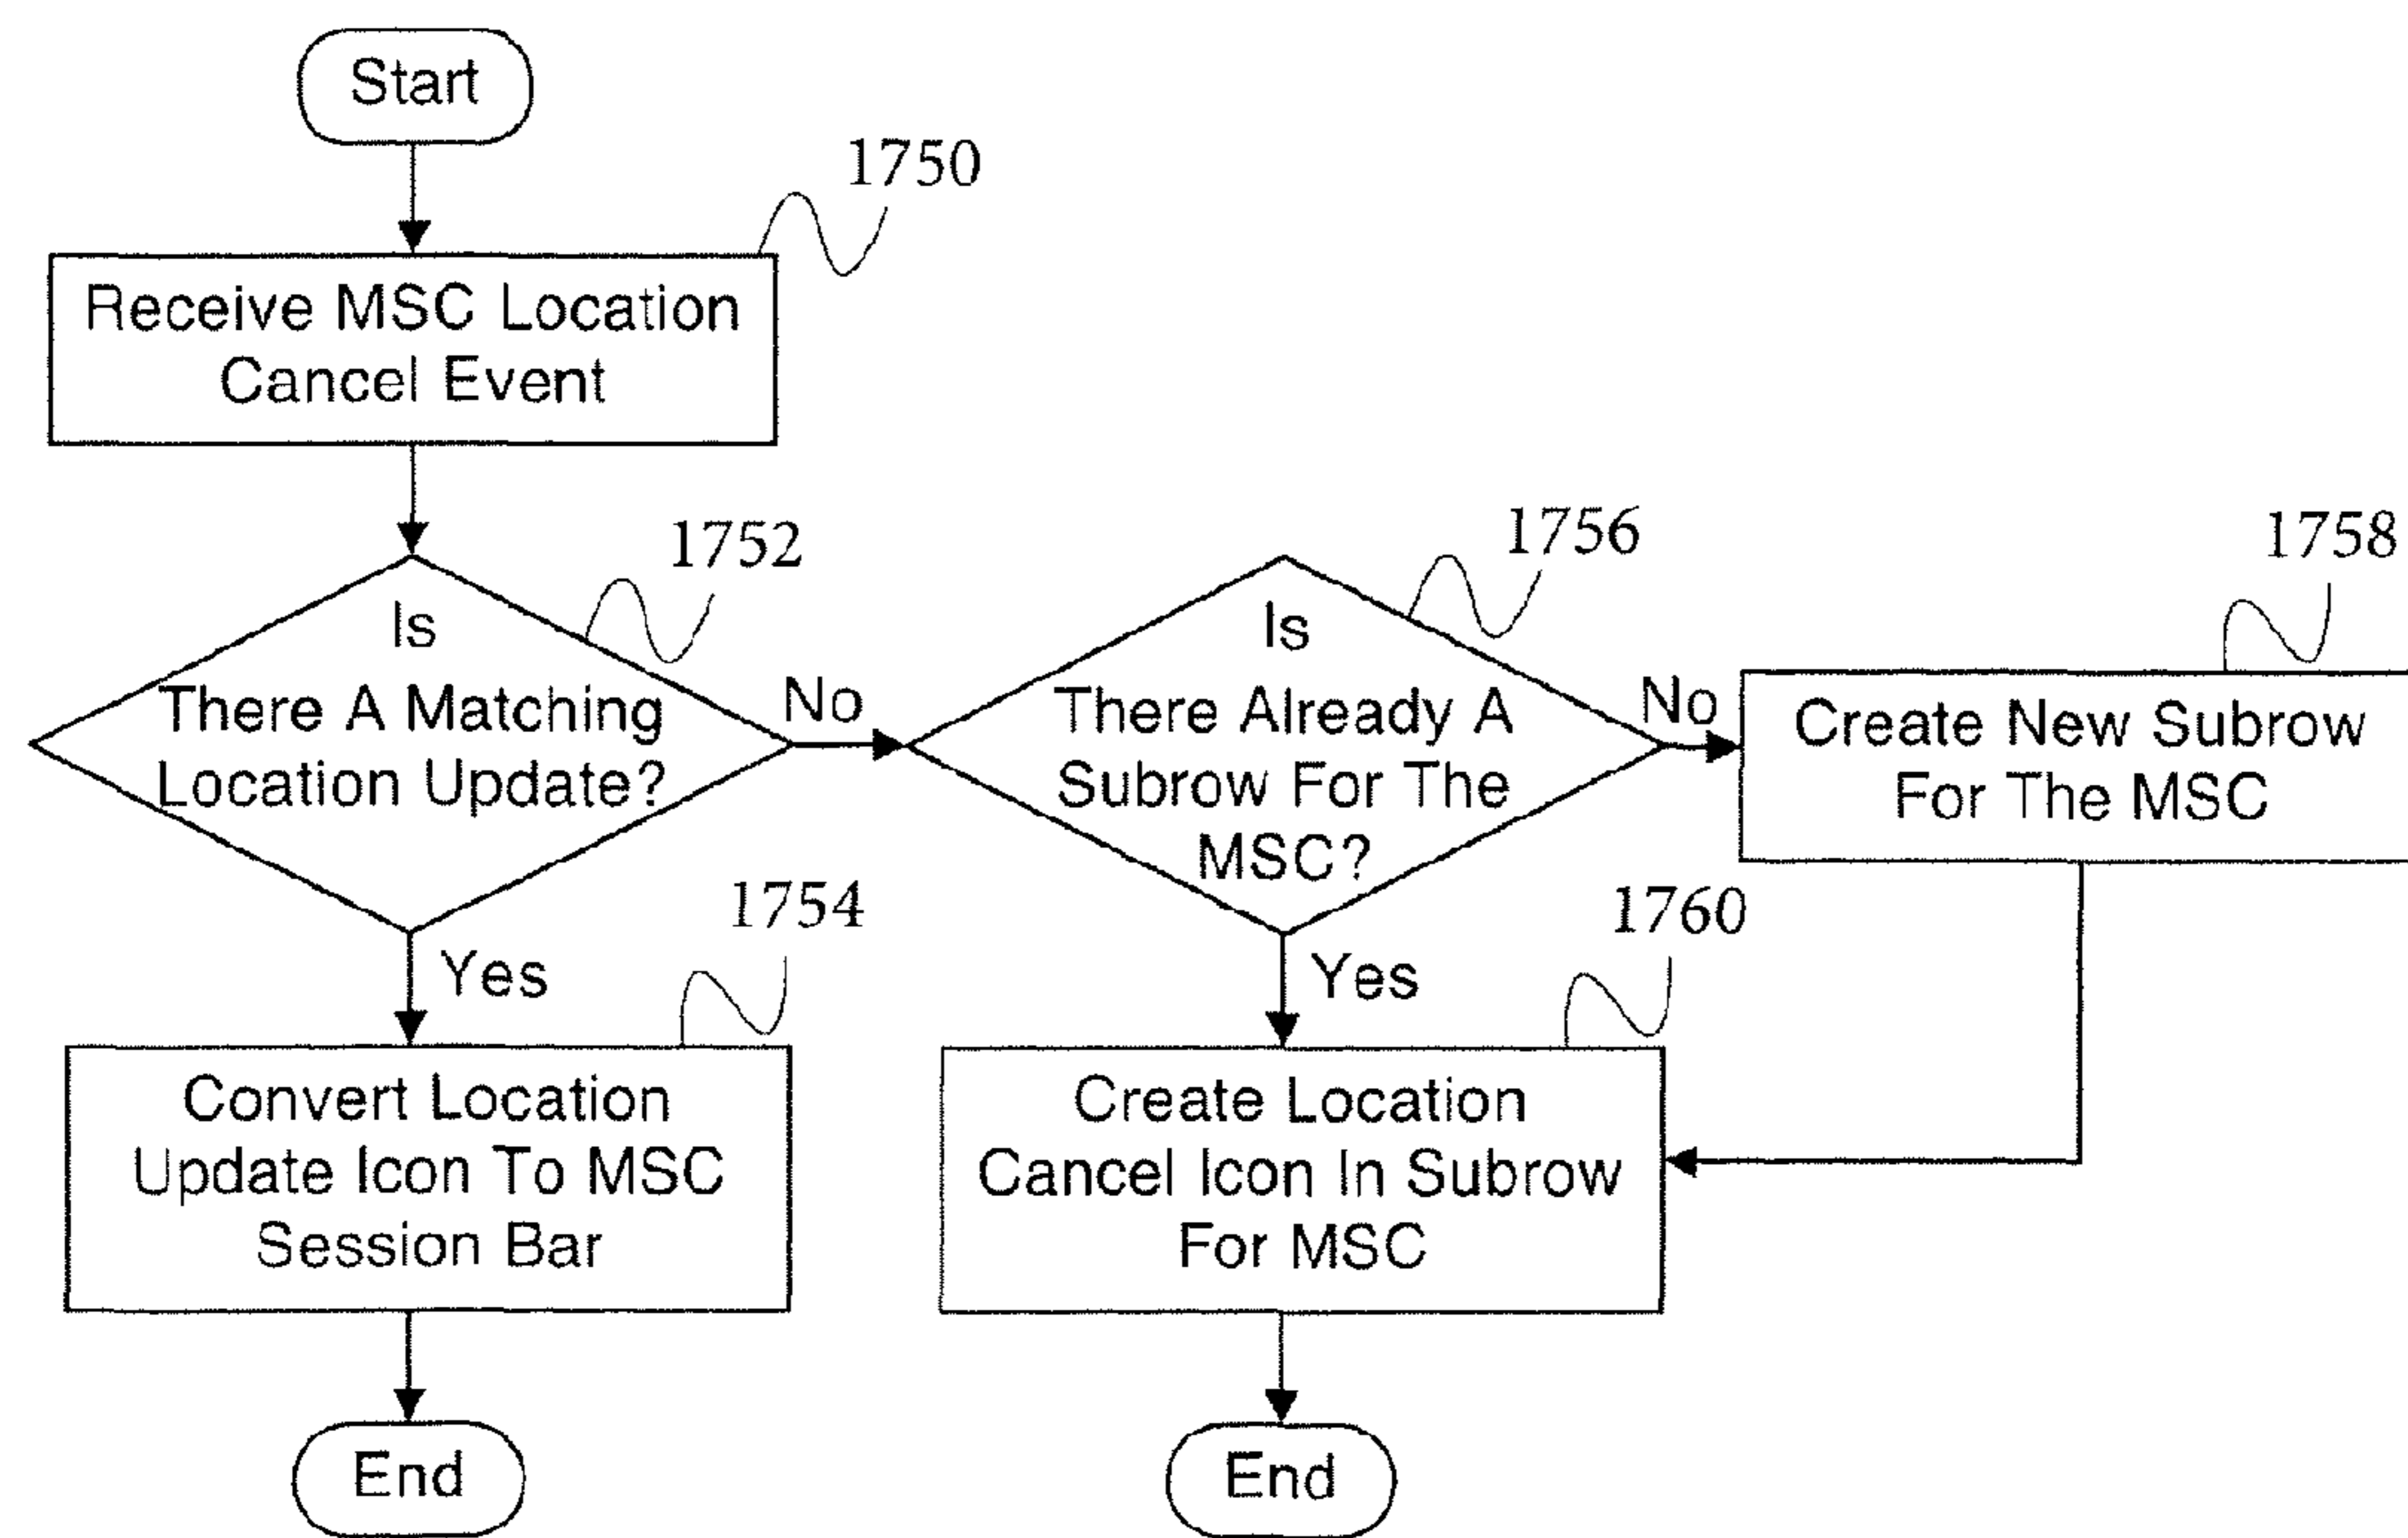 Start
1750
Receive MSC Location
Cancel Event
1752
Is
There A Matching
Location Update?
No
1756
Is
There Already A
Subrow For The
MSC?
No
1758
Create New Subrow
For The MSC
Yes
1754
Convert Location
Update Icon To MSC
Session Bar
End
Yes
1760
Create Location
Cancel Icon In Subrow
For MSC
End